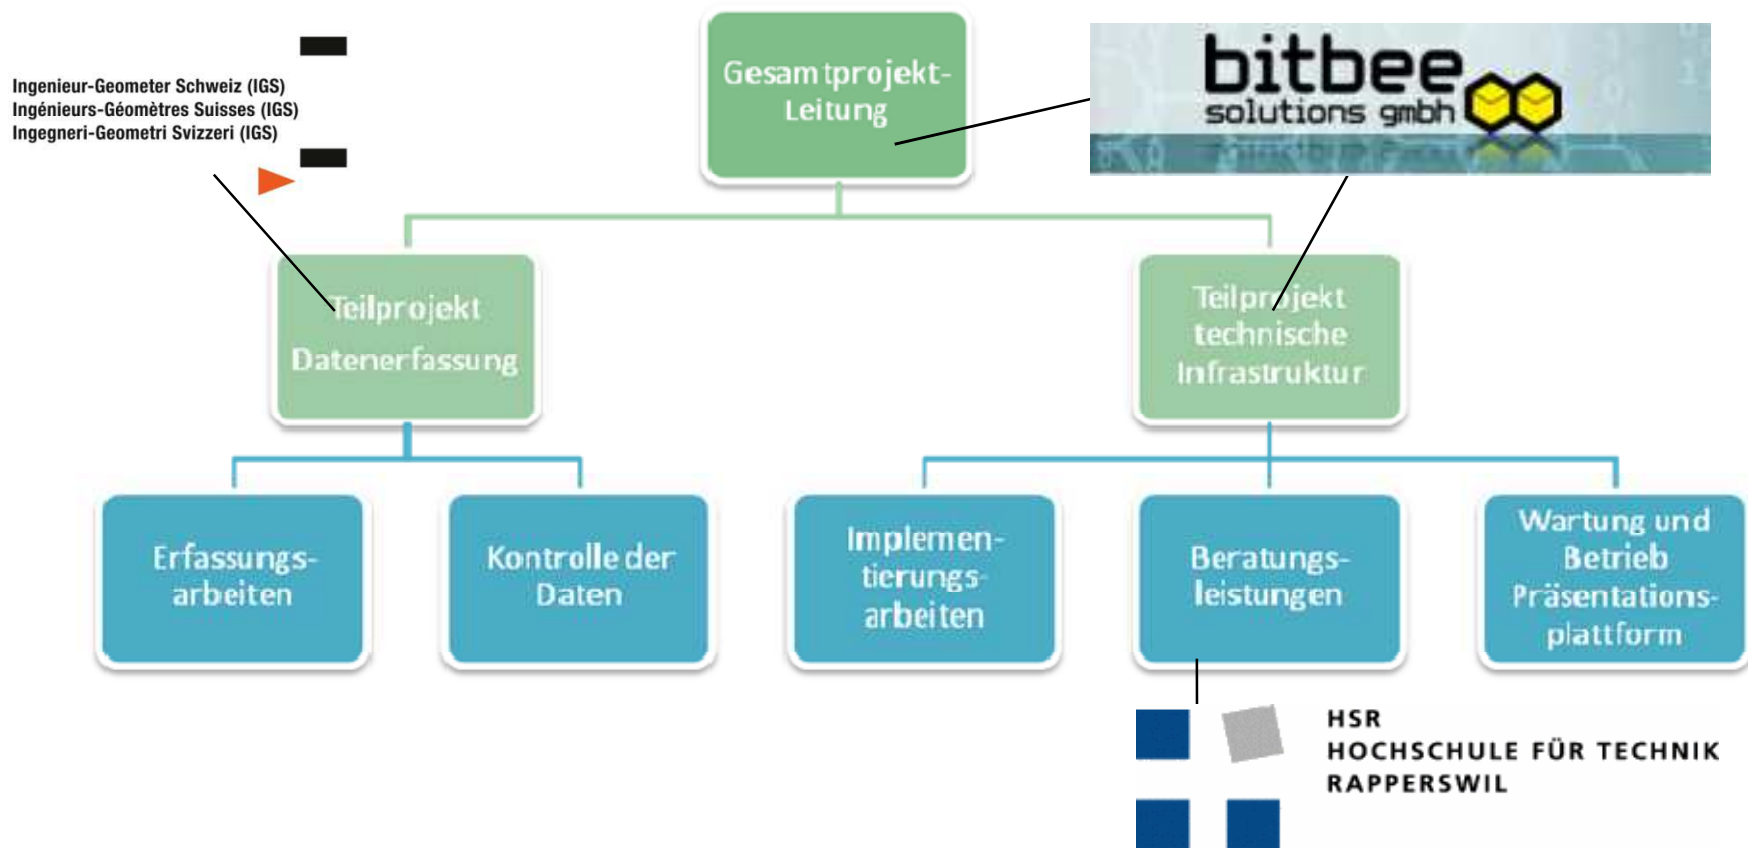 Ingenieur-Geometer Schweiz (IGS)
Ingénieurs-Géomètres Suisses (IGS)
Ingegneri-Geometri Svizzeri (IGS)
Gesamtprojekt-
Leitung
bitbee
solutions gmbh
Teilprojekt
Datenerfassung
Teilprojekt
technische
Infrastruktur
Erfassungs-
arbeiten
Kontrolle der
Daten
Implemen-
tierungs-
arbeiten
Beratungs-
leistungen
Wartung und
Betrieb
Präsentations-
plattform
HSR
HOCHSCHULE FÜR TECHNIK
RAPPERSWIL